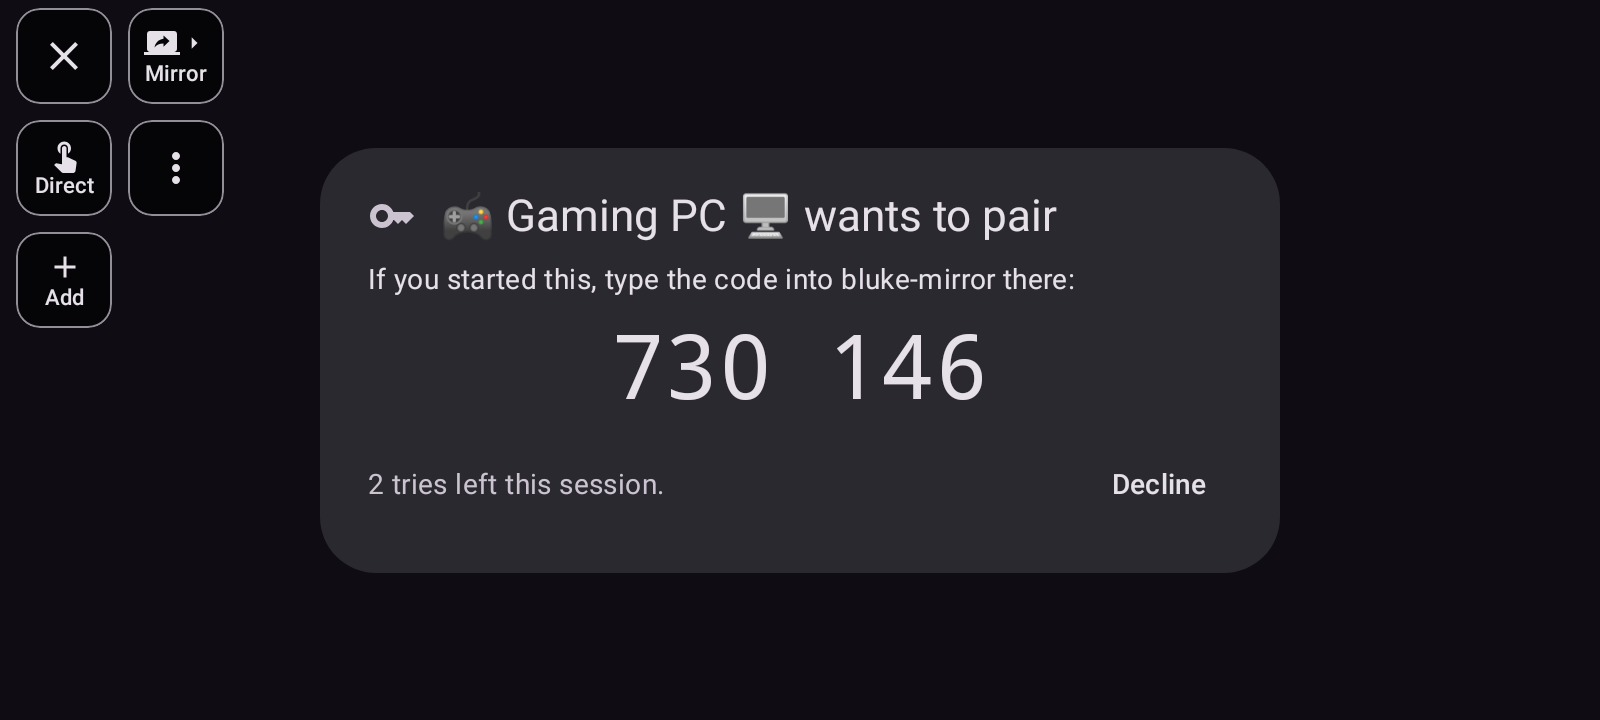 Mirror
Direct
Add
🎮 Gaming PC 🖥️ wants to pair
If you started this, type the code into bluke-mirror there:
730 146
2 tries left this session.
Decline